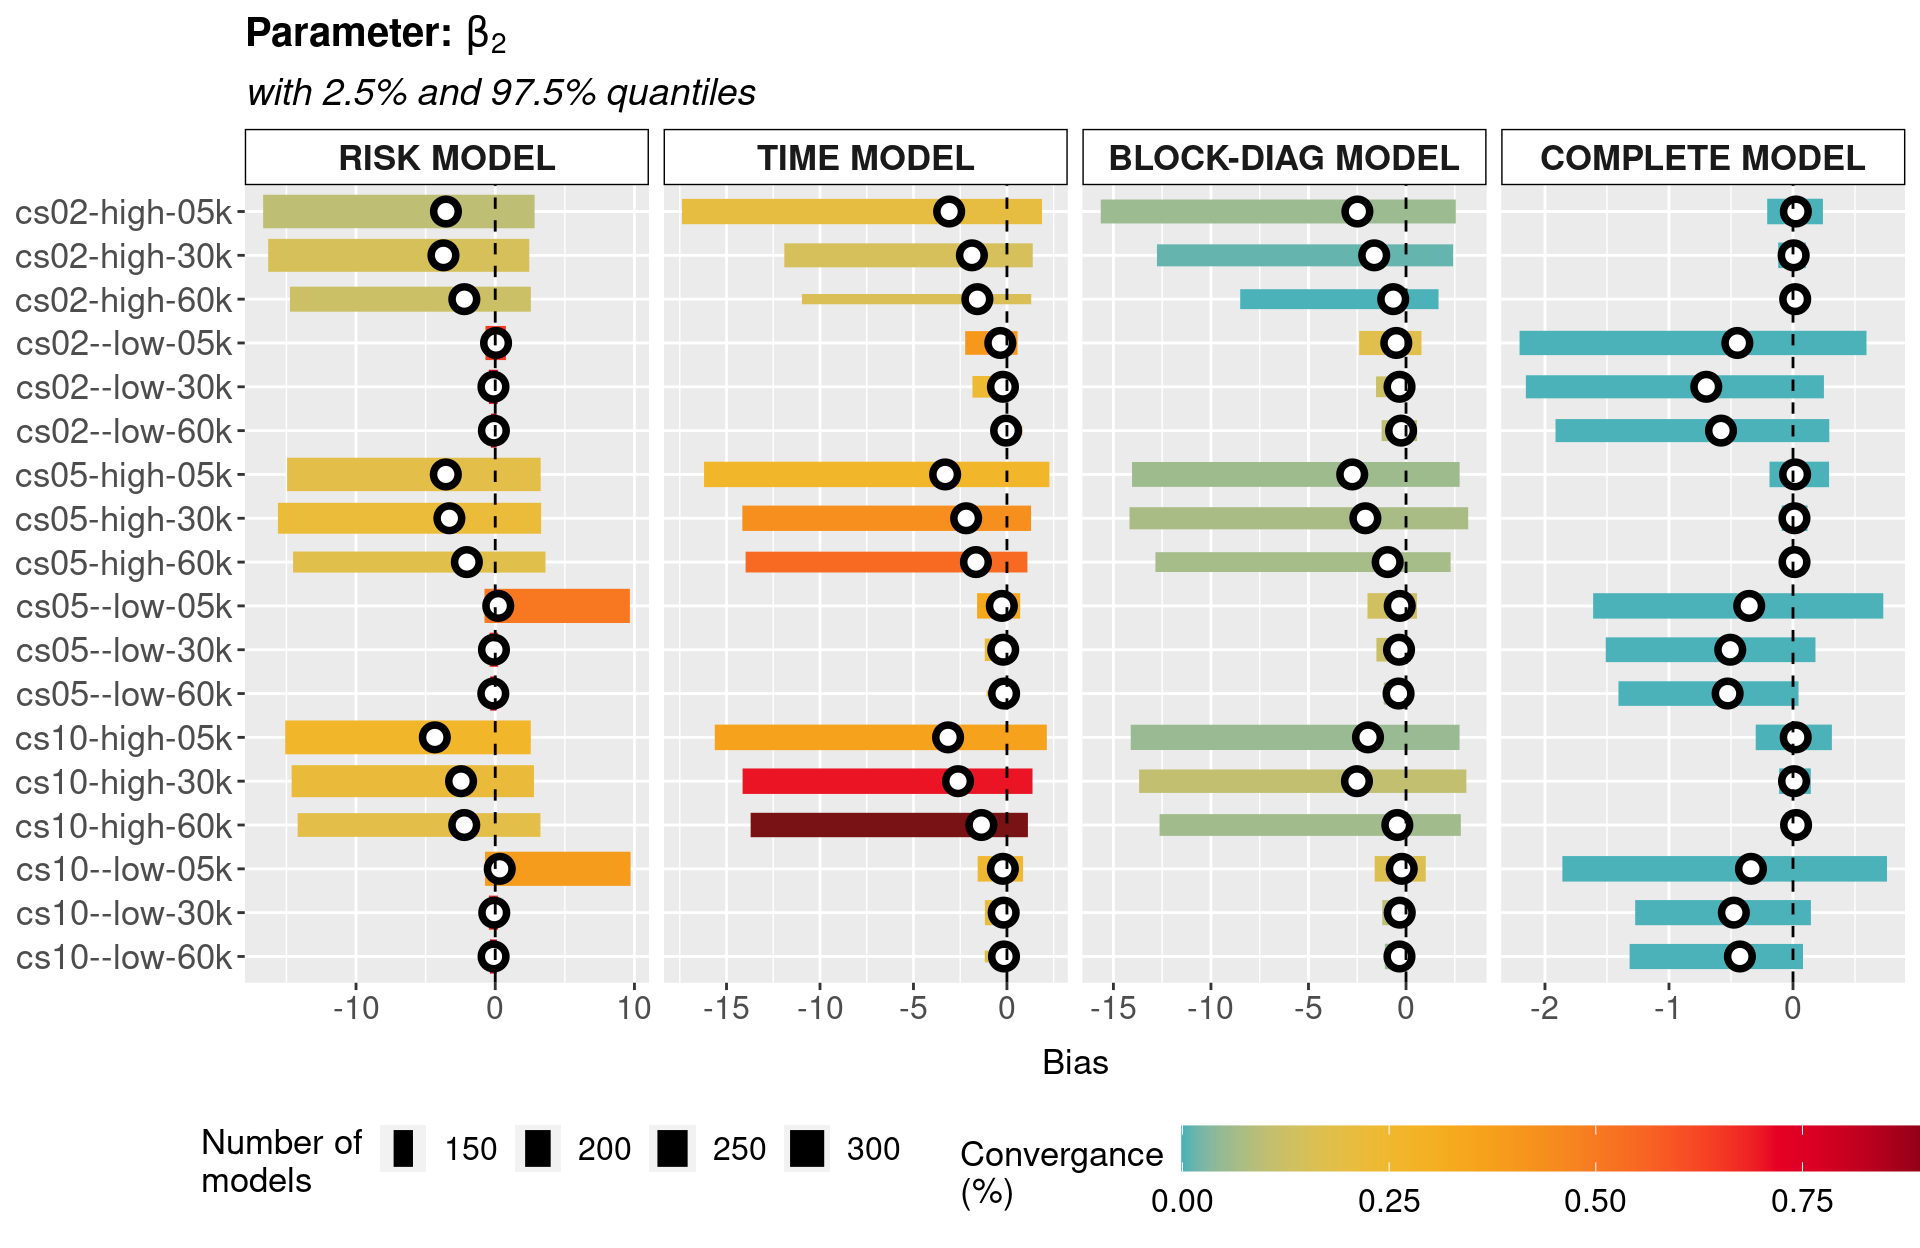 Parameter: β₂
with 2.5% and 97.5% quantiles
RISK MODEL
TIME MODEL
BLOCK-DIAG MODEL
COMPLETE MODEL
cs02-high-05k
cs02-high-30k
cs02-high-60k
cs02--low-05k
cs02--low-30k
cs02--low-60k
cs05-high-05k
cs05-high-30k
cs05-high-60k
cs05--low-05k
cs05--low-30k
cs05--low-60k
cs10-high-05k
cs10-high-30k
cs10-high-60k
cs10--low-05k
cs10--low-30k
cs10--low-60k
-10 0 10
-15 -10 -5 0
-15 -10 -5 0
-2 -1 0
Bias
Number of
models
150 200 250 300
Convergance
(%)
0.00 0.25 0.50 0.75